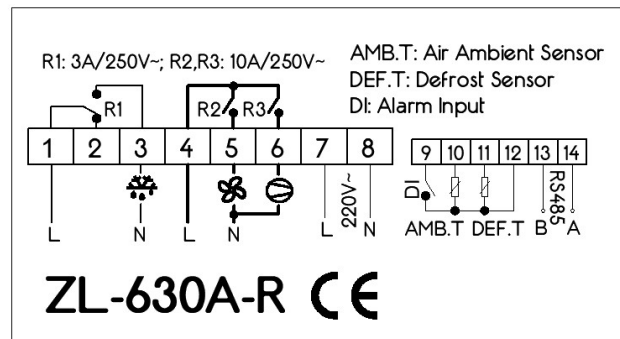 R1: 3A/250V~; R2,R3: 10A/250V~
AMB.T: Air Ambient Sensor
DEF.T: Defrost Sensor
DI: Alarm Input
R1 R2 R3
1 2 3 4 5 6 7 8
9 10 11 12 13 14
L N L N L 220V~ N
DI AMB.T DEF.T B RS485 A
ZL-630A-R CE